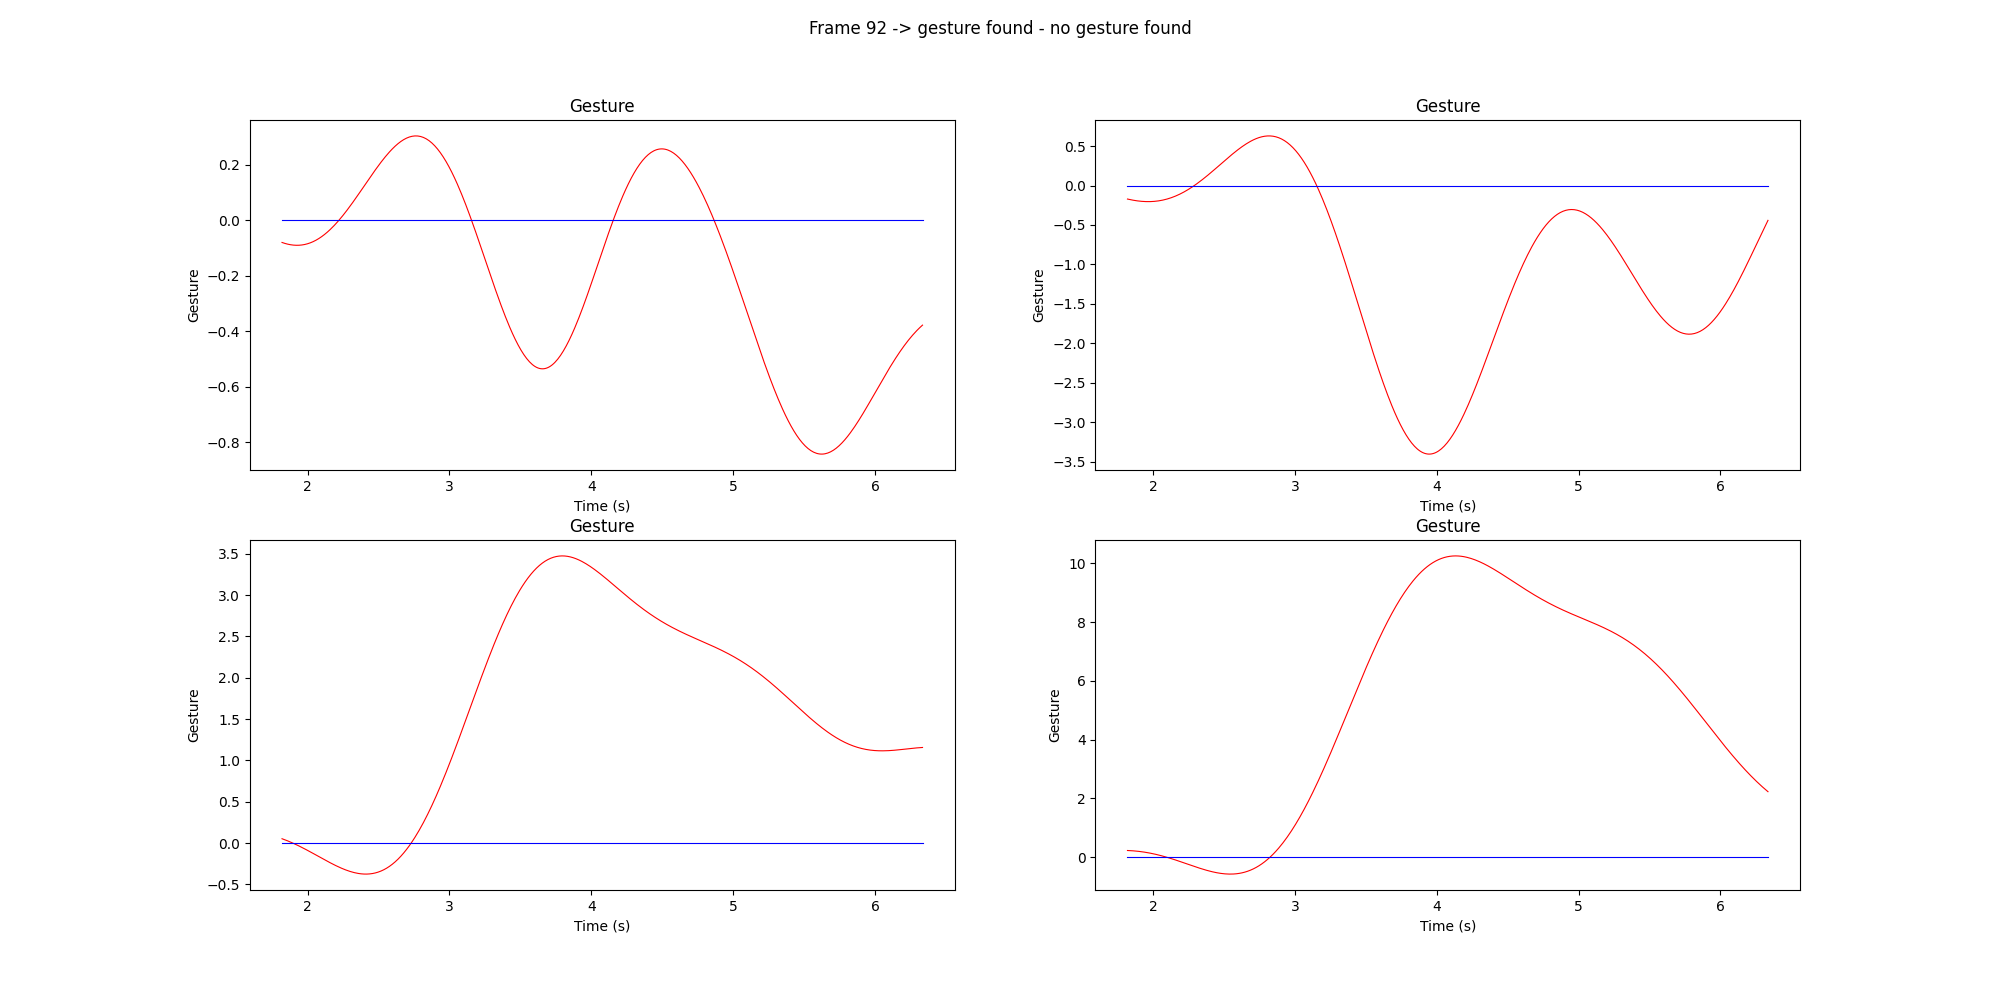 Frame 92 -> gesture found - no gesture found
Gesture
Gesture
0.2
0.0
−0.2
−0.4
−0.6
−0.8
2 3 4 5 6
Time (s)
Gesture
Gesture
0.5
0.0
−0.5
−1.0
−1.5
−2.0
−2.5
−3.0
−3.5
2 3 4 5 6
Time (s)
Gesture
Gesture
3.5
3.0
2.5
2.0
1.5
1.0
0.5
0.0
−0.5
2 3 4 5 6
Time (s)
Gesture
Gesture
10
8
6
4
2
0
2 3 4 5 6
Time (s)